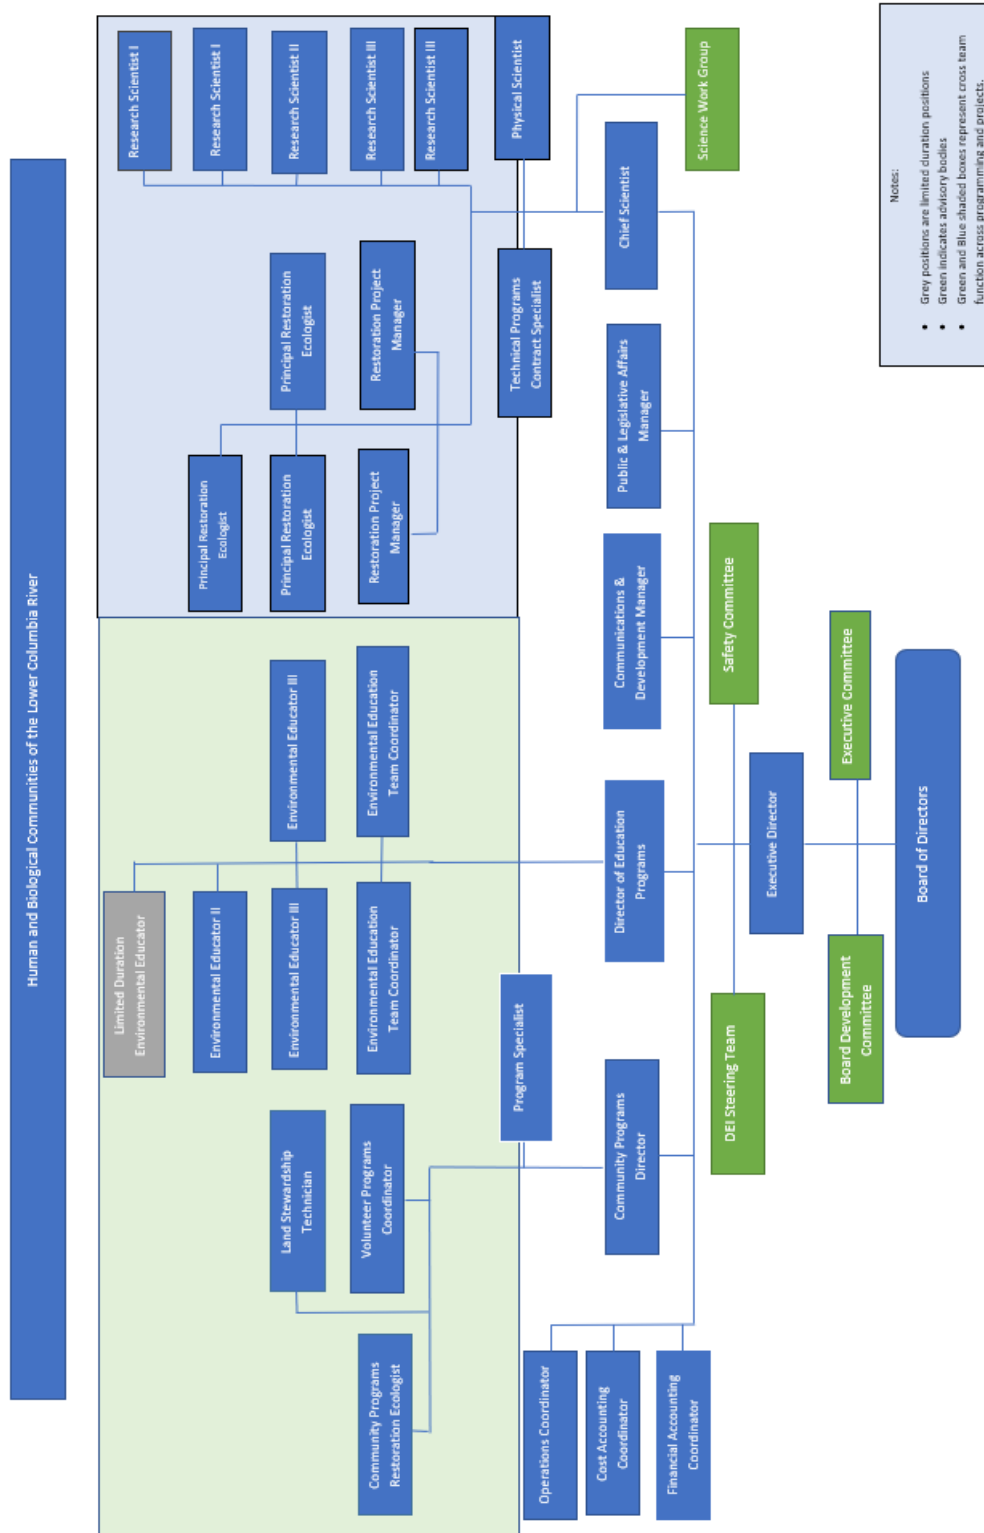 Human and Biological Communities of the Lower Columbia River
Limited Duration
Environmental Educator
Research Scientist I
Research Scientist I
Principal Restoration
Ecologist
Environmental Educator II
Research Scientist II
Land Stewardship
Technician
Environmental Educator III
Environmental Educator III
Principal Restoration
Ecologist
Principal Restoration
Ecologist
Research Scientist III
Community Programs
Restoration Ecologist
Volunteer Programs
Coordinator
Environmental Education
Team Coordinator
Environmental Education
Team Coordinator
Restoration Project
Manager
Restoration Project
Manager
Research Scientist III
Program Specialist
Technical Programs
Contract Specialist
Physical Scientist
Operations Coordinator
Cost Accounting
Coordinator
Financial Accounting
Coordinator
Community Programs
Director
Director of Education
Programs
Communications &
Development Manager
Public & Legislative Affairs
Manager
Chief Scientist
Science Work Group
DEI Steering Team
Safety Committee
Executive Director
Board Development
Committee
Executive Committee
Board of Directors
Notes:
• Grey positions are limited duration positions
• Green indicates advisory bodies
• Green and Blue shaded boxes represent cross team
function across programming and projects.